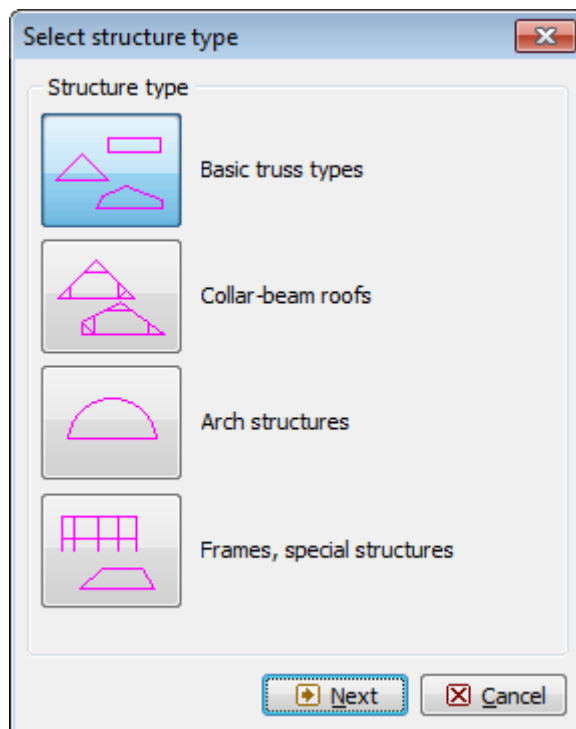 Select structure type
Structure type
Basic truss types
Collar-beam roofs
Arch structures
Frames, special structures
Next
Cancel